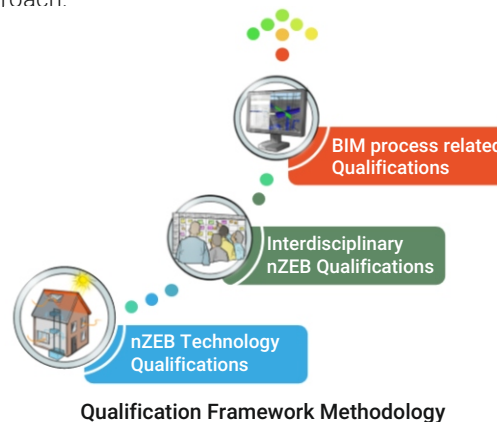 BIM process related
Qualifications
Interdisciplinary
nZEB Qualifications
nZEB Technology
Qualifications
Qualification Framework Methodology